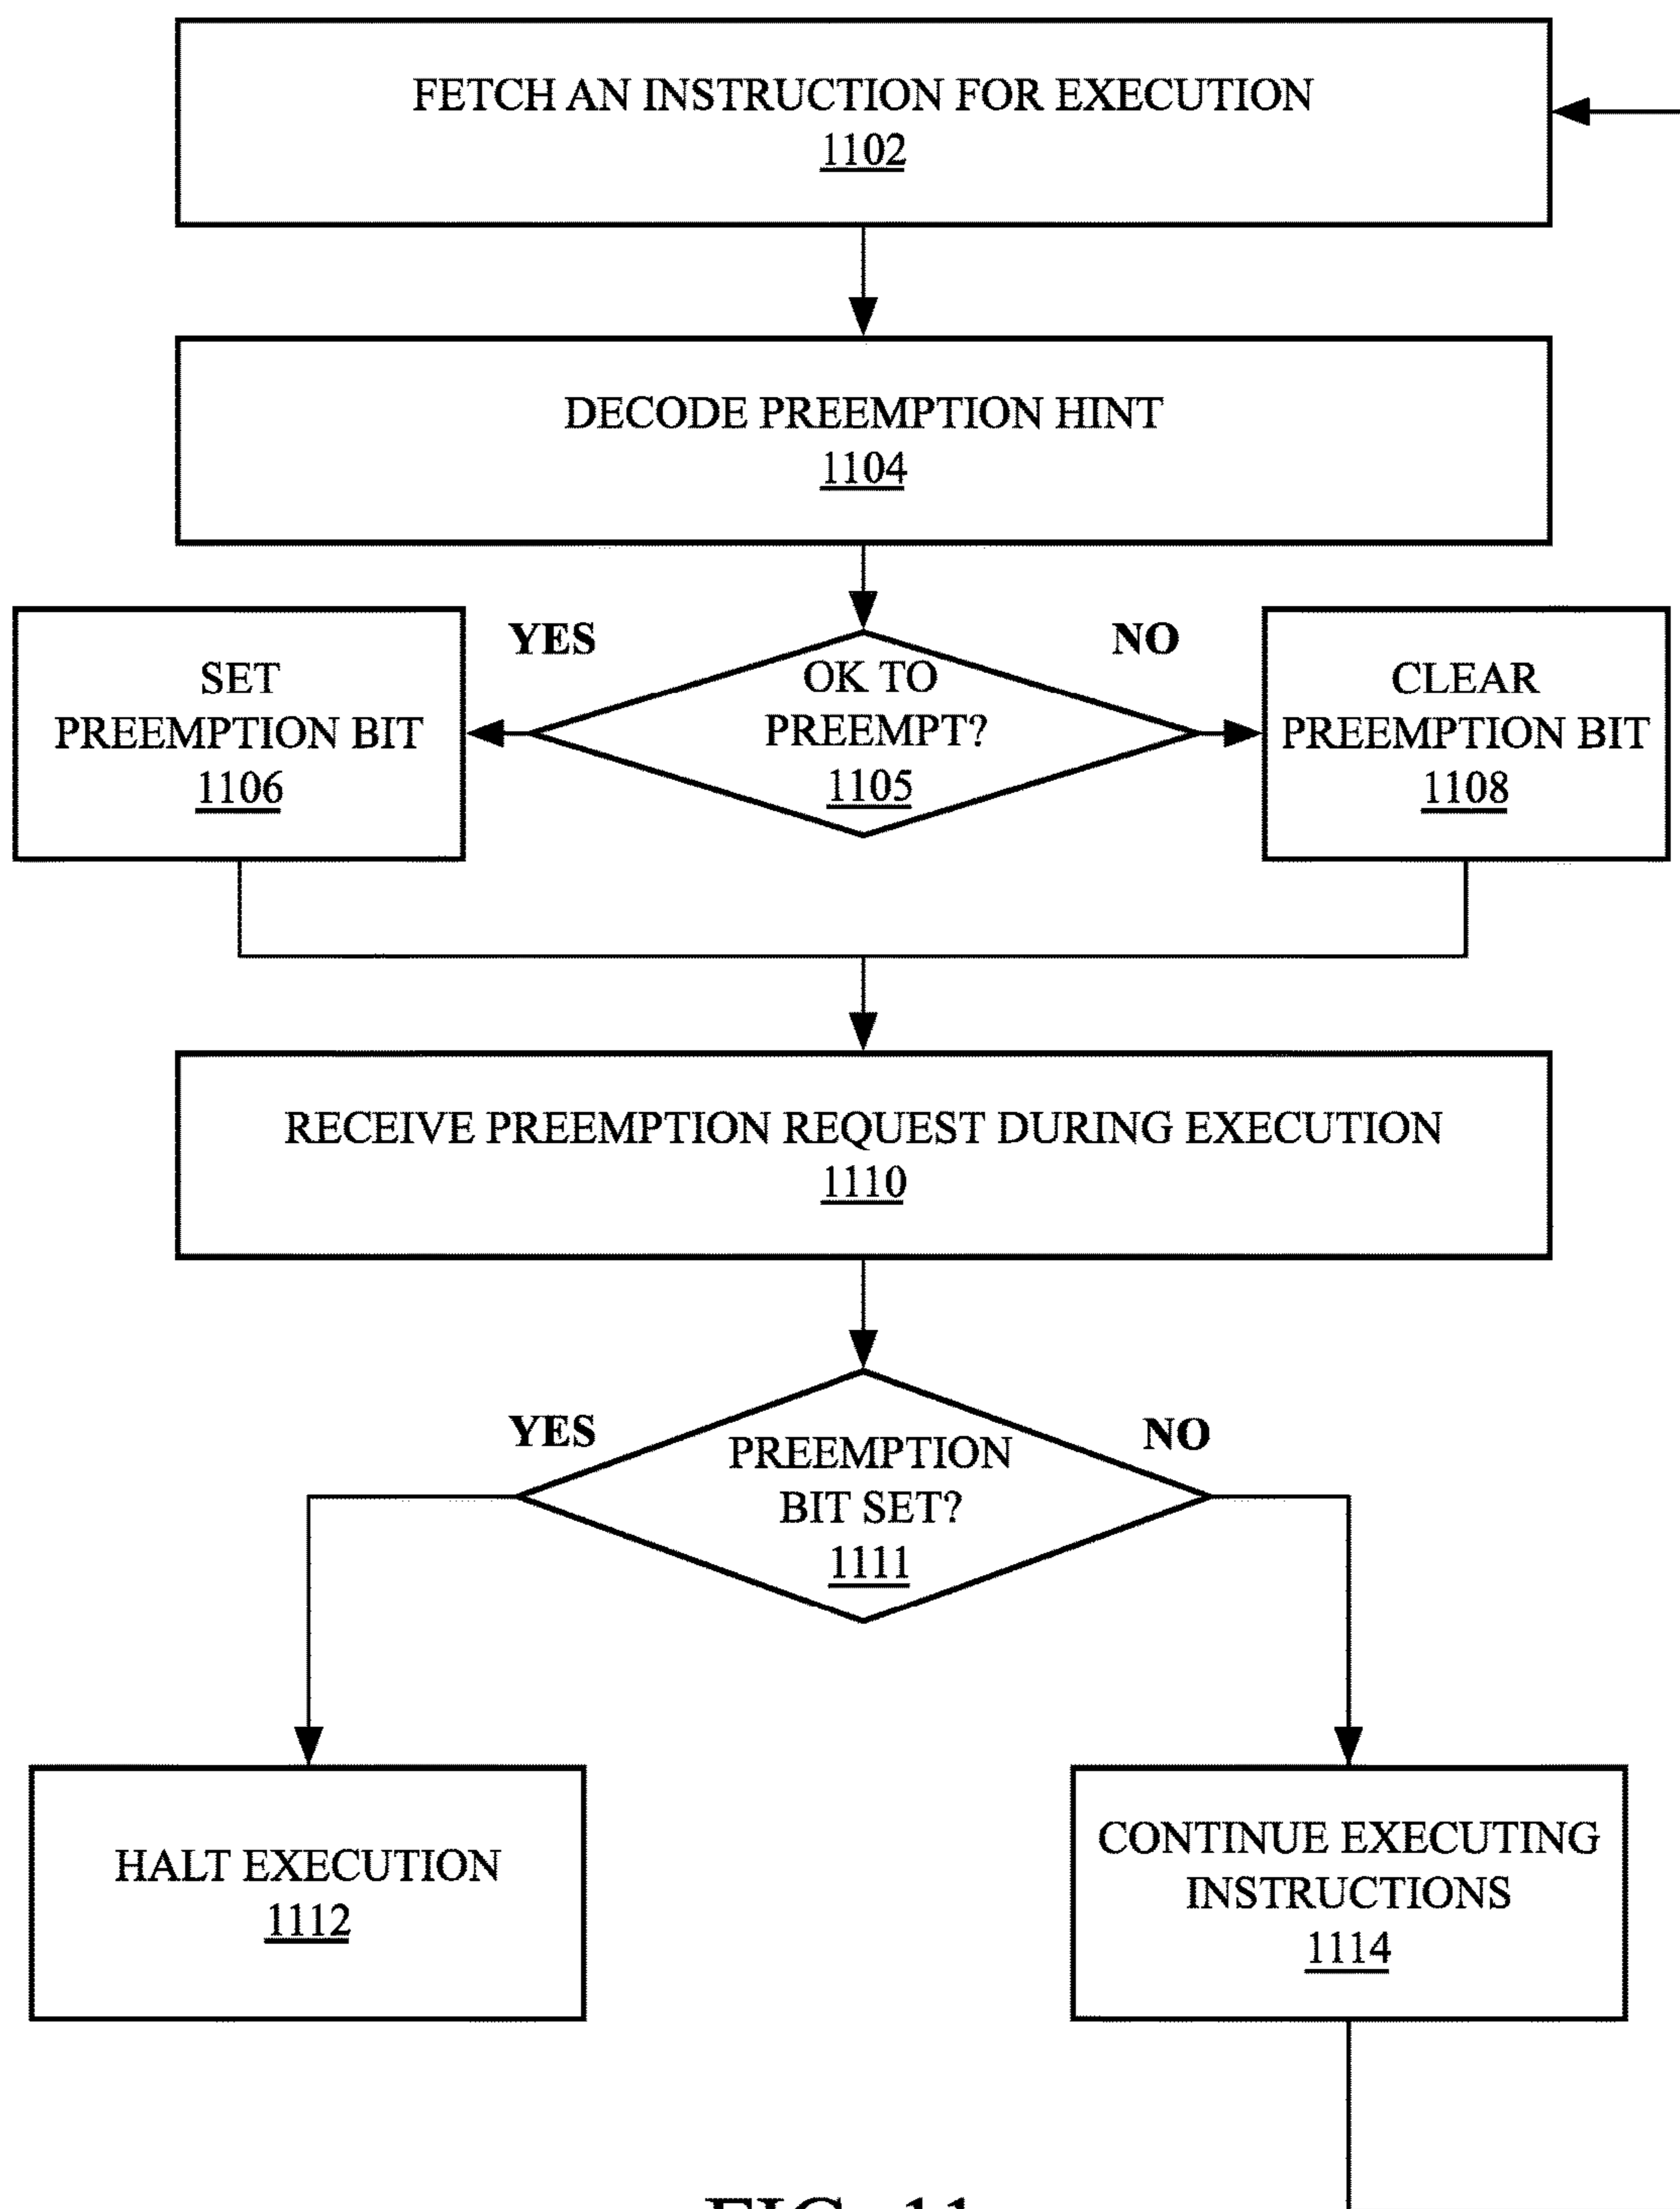 FETCH AN INSTRUCTION FOR EXECUTION
1102
DECODE PREEMPTION HINT
1104
YES
NO
SET
PREEMPTION BIT
1106
OK TO
PREEMPT?
1105
CLEAR
PREEMPTION BIT
1108
RECEIVE PREEMPTION REQUEST DURING EXECUTION
1110
YES
NO
PREEMPTION
BIT SET?
1111
HALT EXECUTION
1112
CONTINUE EXECUTING
INSTRUCTIONS
1114
FIG. 11